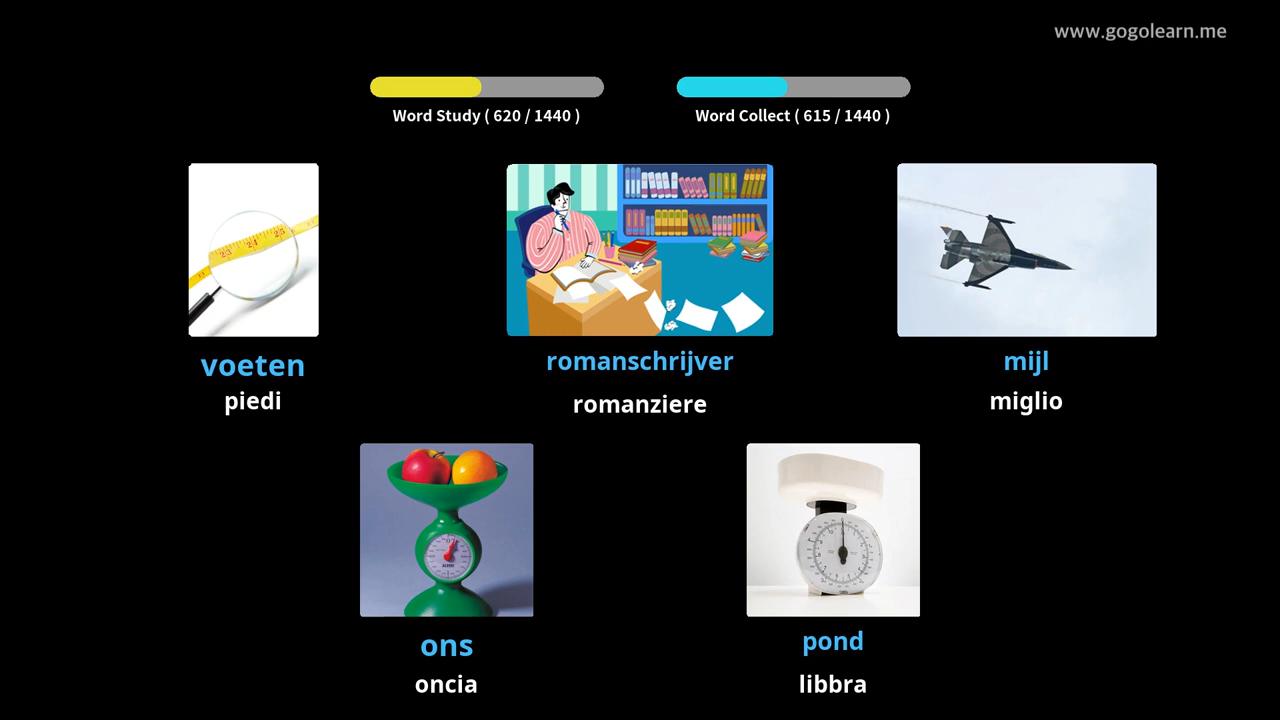 www.gogolearn.me
Word Study ( 620 / 1440 )
Word Collect ( 615 / 1440 )
voeten
piedi
romanschrijver
romanziere
mijl
miglio
ons
oncia
pond
libbra